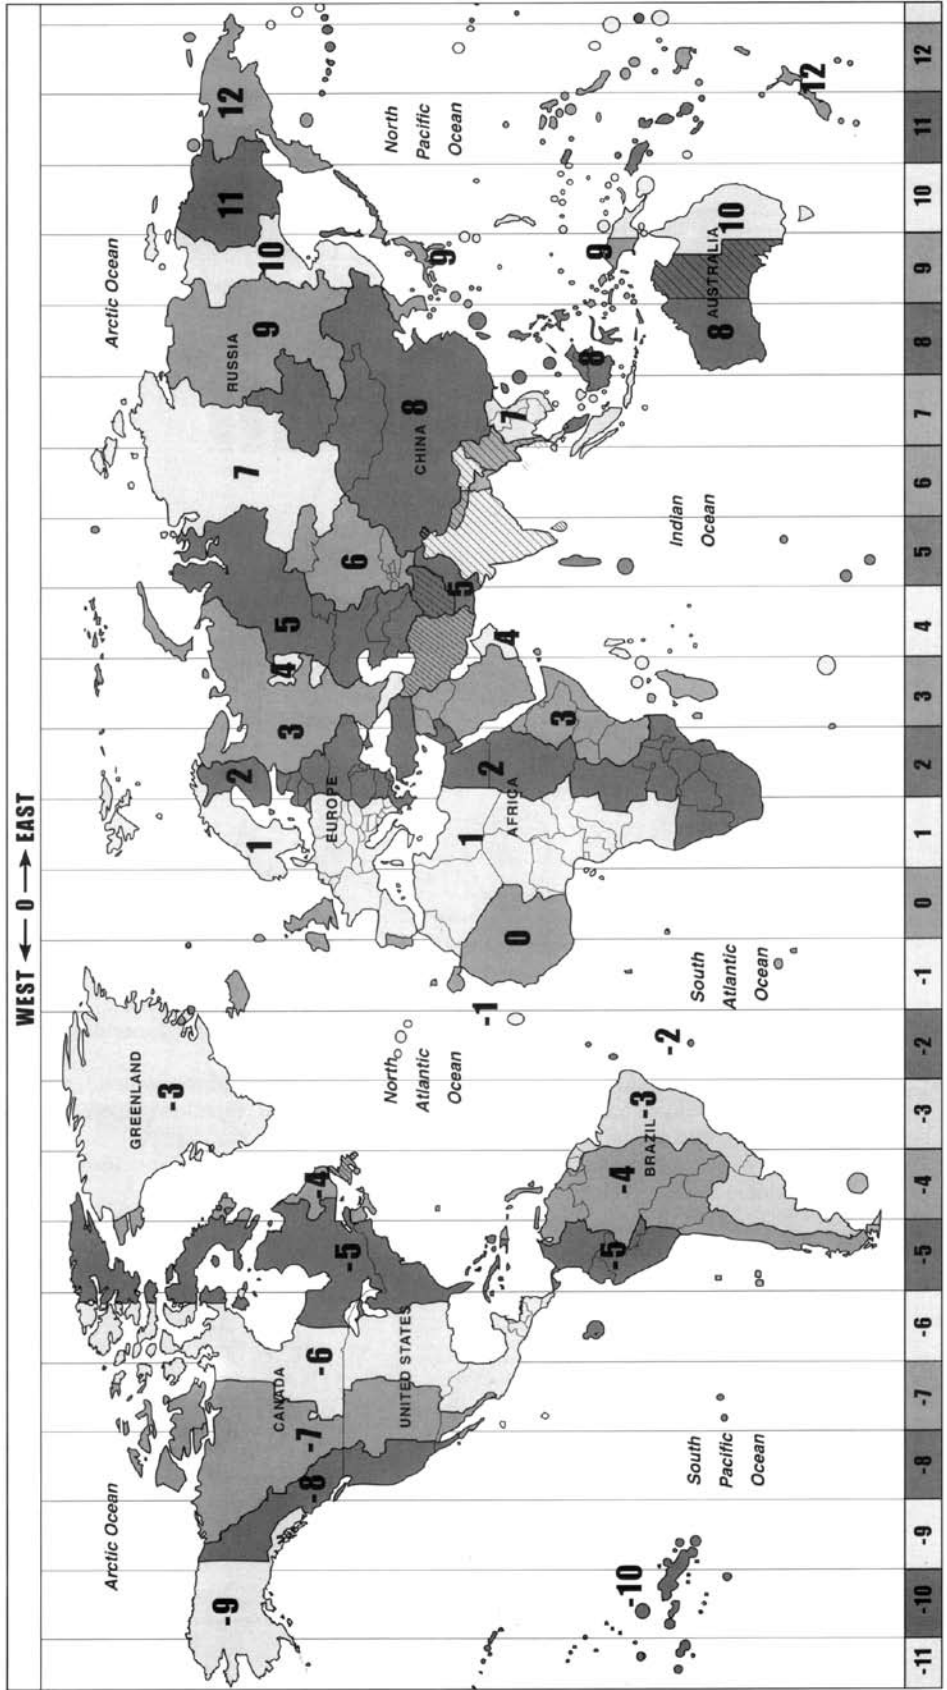 WEST ← 0 → EAST
Arctic Ocean
Arctic Ocean
GREENLAND
-3
-9
-8
-7
-6
-5
-4
CANADA
UNITED STATES
North
Atlantic
Ocean
-1
-2
1
2
3
4
5
7
RUSSIA
9
10
11
12
EUROPE
6
CHINA
8
North
Pacific
Ocean
9
0
1
2
AFRICA
3
4
5
7
8
9
-10
South
Pacific
Ocean
-5
-4
-3
BRAZIL
South
Atlantic
Ocean
Indian
Ocean
8
AUSTRALIA
10
12
-11 -10 -9 -8 -7 -6 -5 -4 -3 -2 -1 0 1 2 3 4 5 6 7 8 9 10 11 12